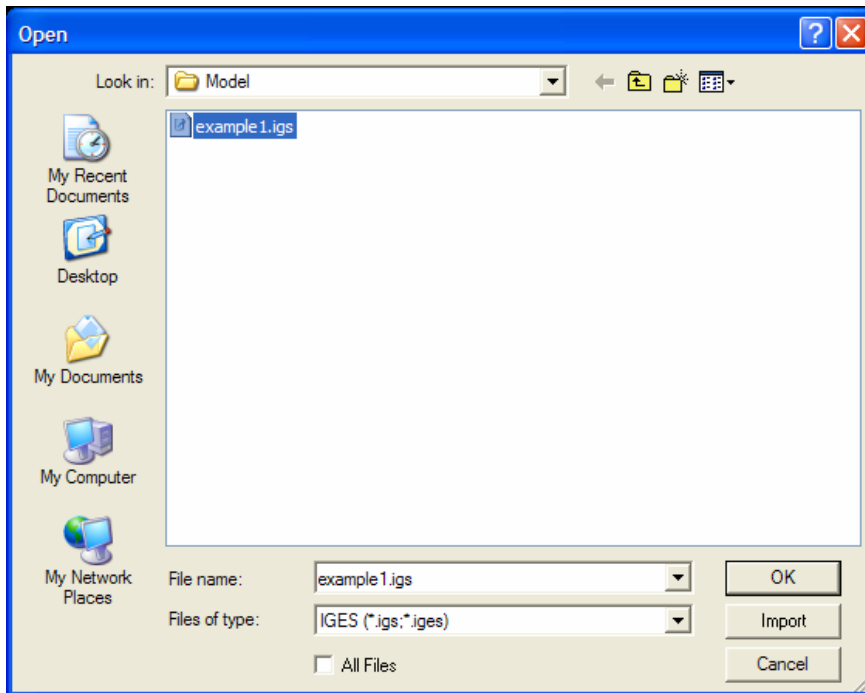 Open
Look in: Model
example1.igs
My Recent
Documents
Desktop
My Documents
My Computer
My Network
Places
File name: example1.igs OK
Files of type: IGES (*.igs;*.iges) Import
All Files Cancel